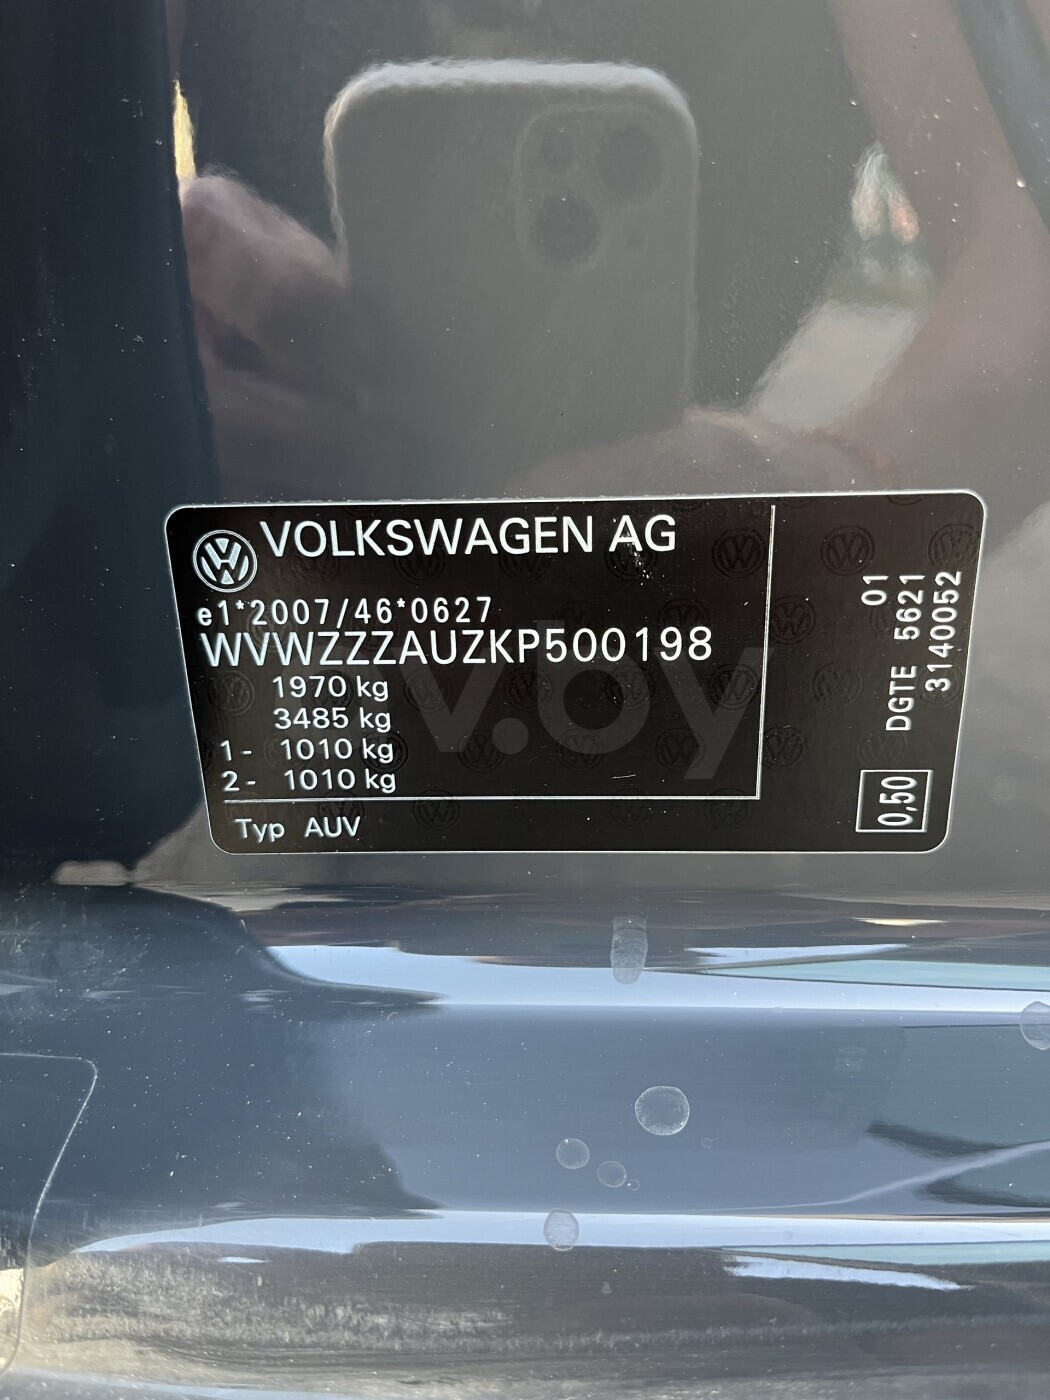 VOLKSWAGEN AG
e1*2007/46*0627
WVWZZZAUZKP500198
1970 kg
3485 kg
1- 1010 kg
2- 1010 kg
Typ AUV
01
DGTE 5621
3140052
0,50
v.by